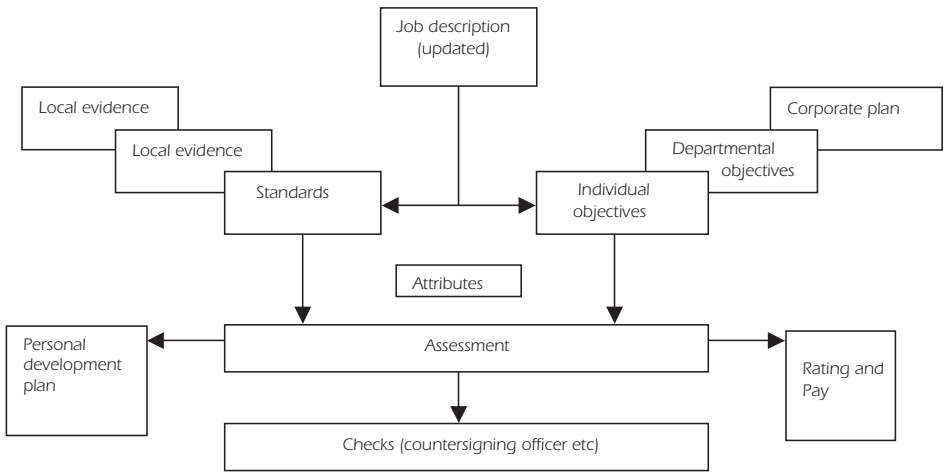 Job description
(updated)
Local evidence
Corporate plan
Local evidence
Departmental
objectives
Standards
Individual
objectives
Attributes
Personal
development
plan
Assessment
Rating and
Pay
Checks (countersigning officer etc)